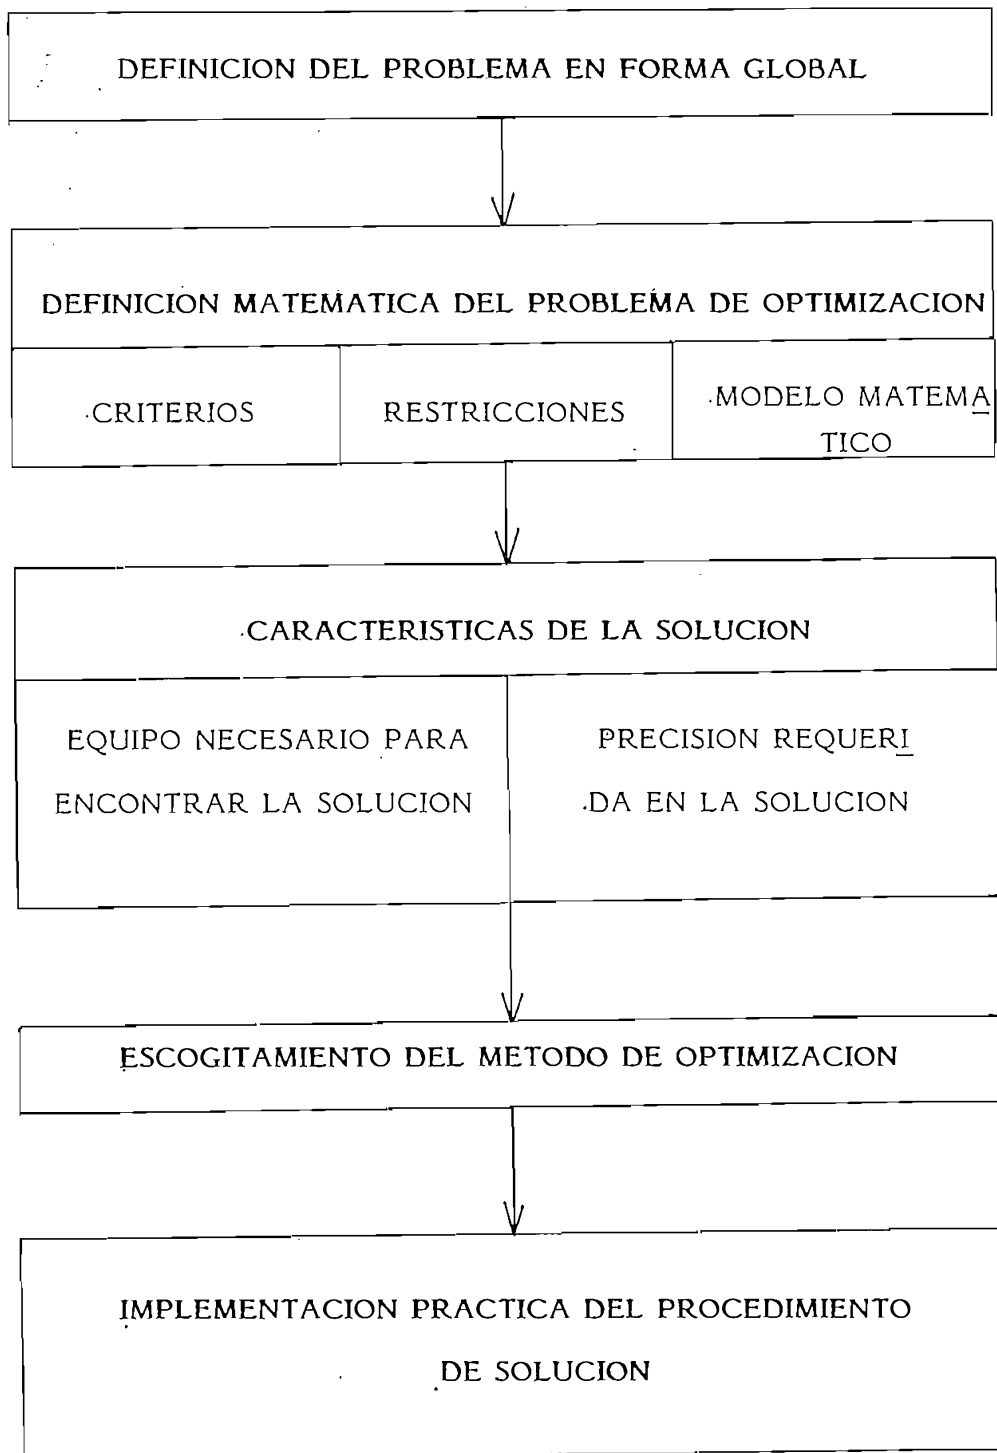 DEFINICION DEL PROBLEMA EN FORMA GLOBAL
DEFINICION MATEMATICA DEL PROBLEMA DE OPTIMIZACION
CRITERIOS
RESTRICCIONES
MODELO MATEMA
TICO
CARACTERISTICAS DE LA SOLUCION
EQUIPO NECESARIO PARA
ENCONTRAR LA SOLUCION
PRECISION REQUERI
DA EN LA SOLUCION
ESCOGITAMIENTO DEL METODO DE OPTIMIZACION
IMPLEMENTACION PRACTICA DEL PROCEDIMIENTO
DE SOLUCION